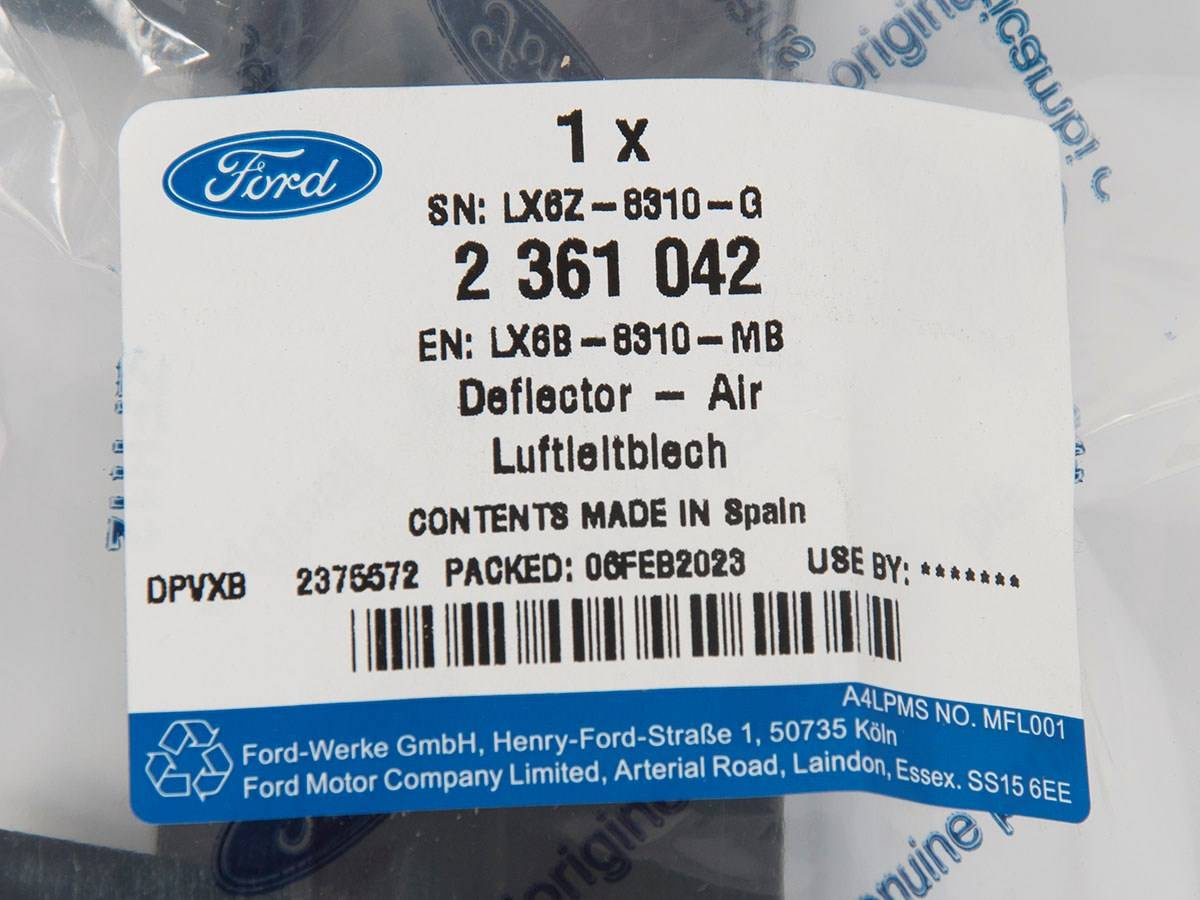 Ford
1 x
SN: LX6Z-8310-G
2 361 042
EN: LX6B-8310-MB
Deflector - Air
Luftleitblech
CONTENTS MADE IN Spain
DPVXB 2375572 PACKED: 06FEB2023 USE BY: *******
A4LPMS NO. MFL001
Ford-Werke GmbH, Henry-Ford-Straße 1, 50735 Köln
Ford Motor Company Limited, Arterial Road, Laindon, Essex. SS15 6EE